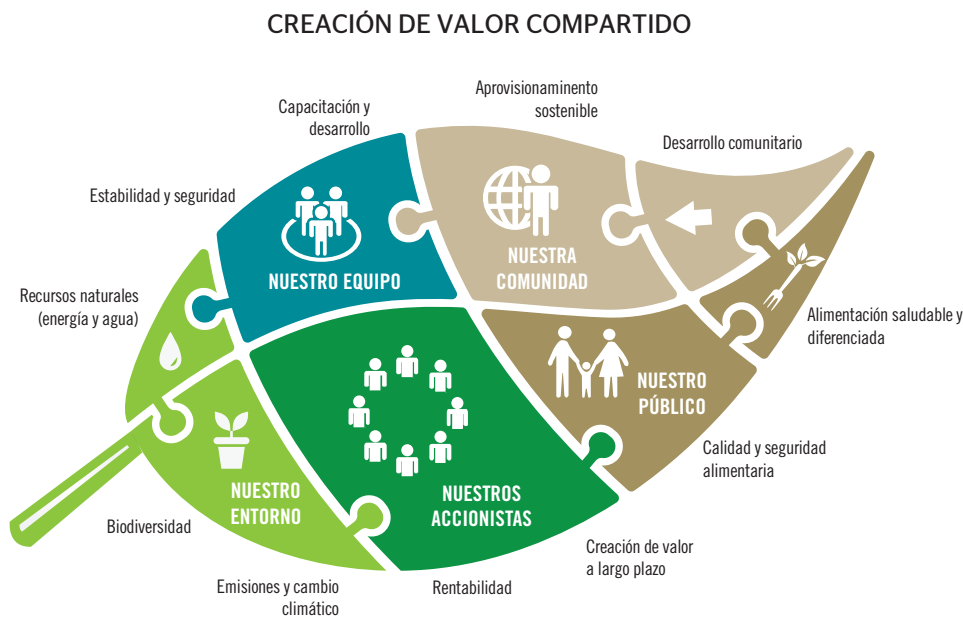 CREACIÓN DE VALOR COMPARTIDO
Aprovisionaminento
sostenible
Capacitación y
desarrollo
Desarrollo comunitario
Estabilidad y seguridad
NUESTRO EQUIPO
NUESTRA
COMUNIDAD
Recursos naturales
(energía y agua)
Alimentación saludable y
diferenciada
NUESTRO
PÚBLICO
Calidad y seguridad
alimentaria
NUESTRO
ENTORNO
NUESTROS
ACCIONISTAS
Biodiversidad
Creación de valor
a largo plazo
Emisiones y cambio
climático
Rentabilidad